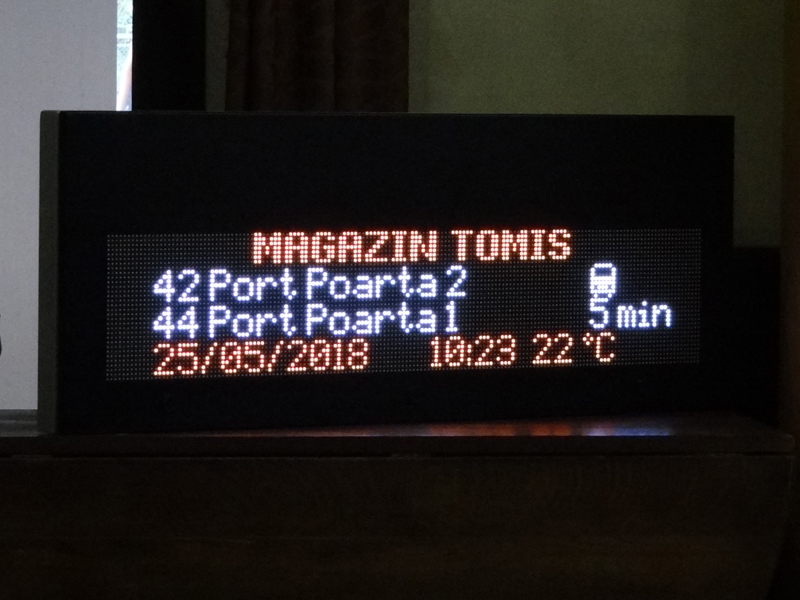 MAGAZIN TOMIS
42 Port Poarta 2
44 Port Poarta 1 5 min
25/05/2018 10:23 22 °C